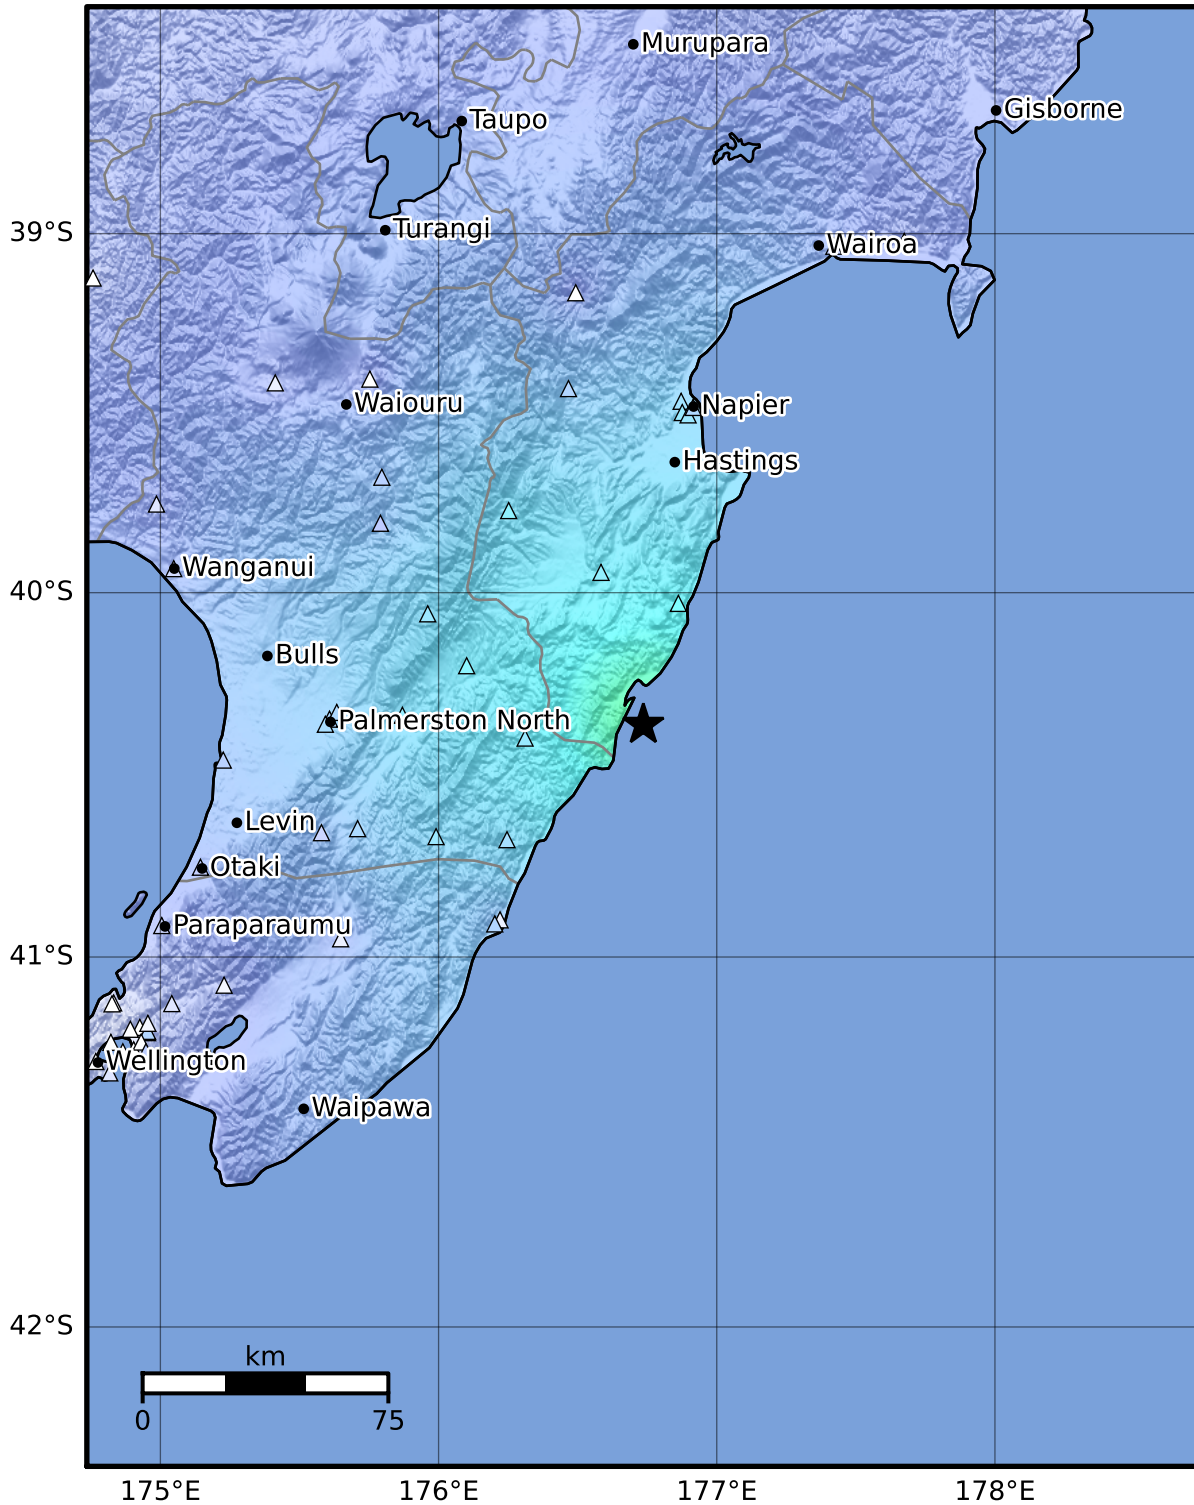 Murupara
Gisborne
Taupo
Turangi
39°S
Wairoa
Waiouru
Napier
Hastings
Wanganui
40°S
Bulls
Palmerston North
Levin
Otaki
Paraparaumu
41°S
Wellington
Waipawa
42°S
km
0
75
175°E
176°E
177°E
178°E